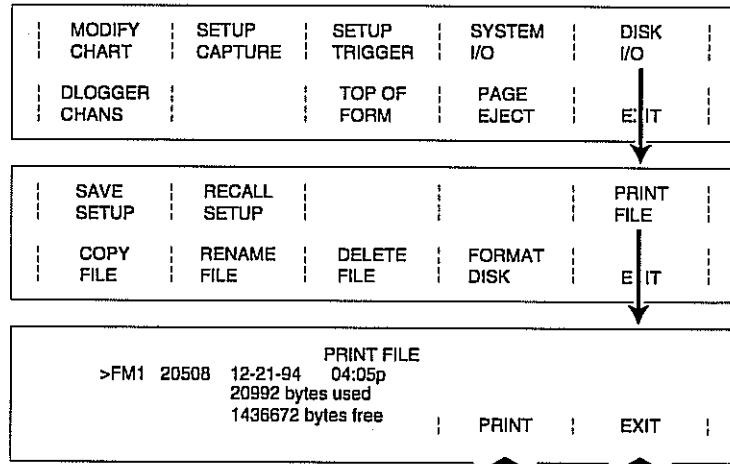 MODIFY SETUP SETUP SYSTEM DISK
CHART CAPTURE TRIGGER I/O I/O
DLOGGER TOP OF PAGE
CHANS FORM EJECT EXIT
SAVE RECALL PRINT
SETUP SETUP FILE
COPY RENAME DELETE FORMAT
FILE FILE FILE DISK EXIT
PRINT FILE
>FM1 20508 12-21-94 04:05p
20992 bytes used
1436672 bytes free
PRINT EXIT